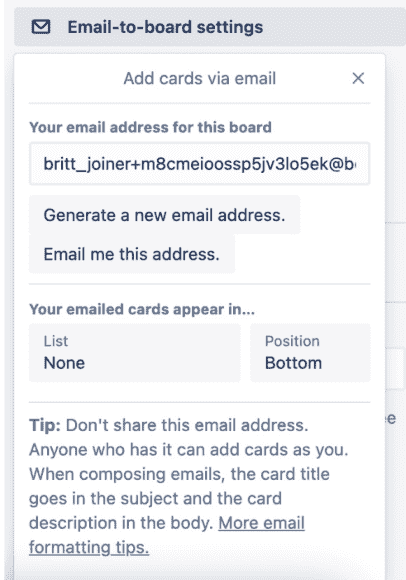 Email-to-board settings
Add cards via email
Your email address for this board
britt_joiner+m8cmeioossp5jv3lo5ek@b
Generate a new email address.
Email me this address.
Your emailed cards appear in...
List
None
Position
Bottom
Tip: Don't share this email address.
Anyone who has it can add cards as you.
When composing emails, the card title
goes in the subject and the card
description in the body. More email
formatting tips.